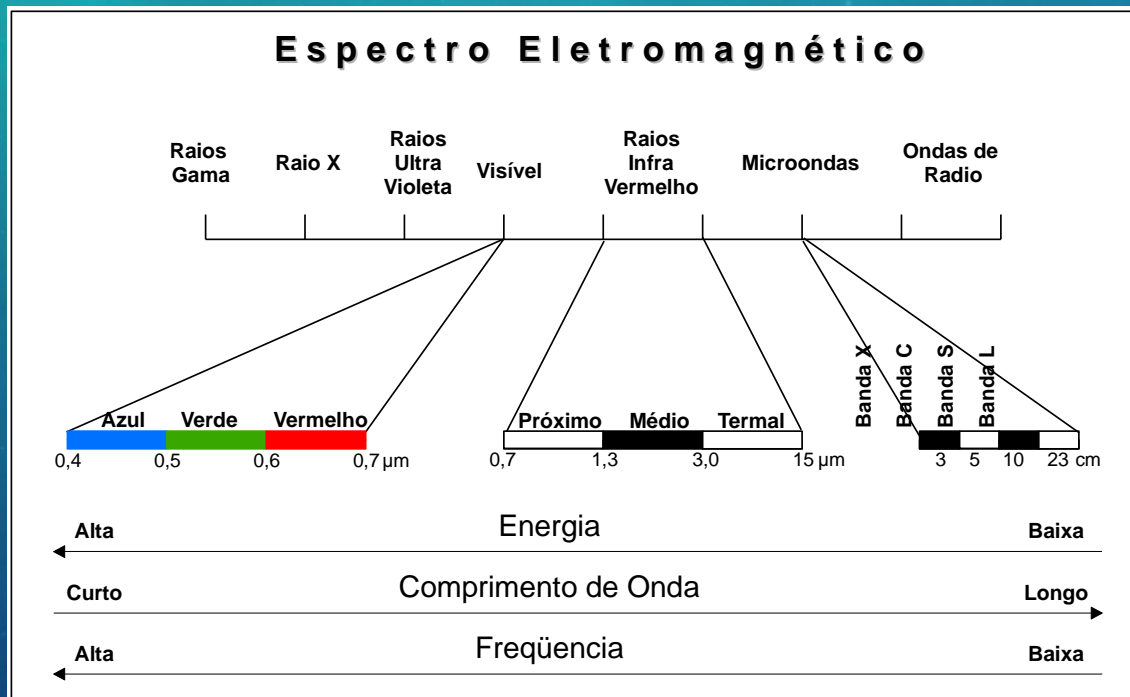 Espectro Eletromagnético
Raios
Gama
Raio X
Raios
Ultra
Violeta
Visível
Raios
Infra
Vermelho
Microondas
Ondas de
Radio
Azul Verde Vermelho
0,4 0,5 0,6 0,7 µm
Próximo Médio Termal
0,7 1,3 3,0 15 µm
Banda X
Banda C
Banda S
Banda L
3 5 10 23 cm
Alta Energia Baixa
Curto Comprimento de Onda Longo
Alta Freqüencia Baixa